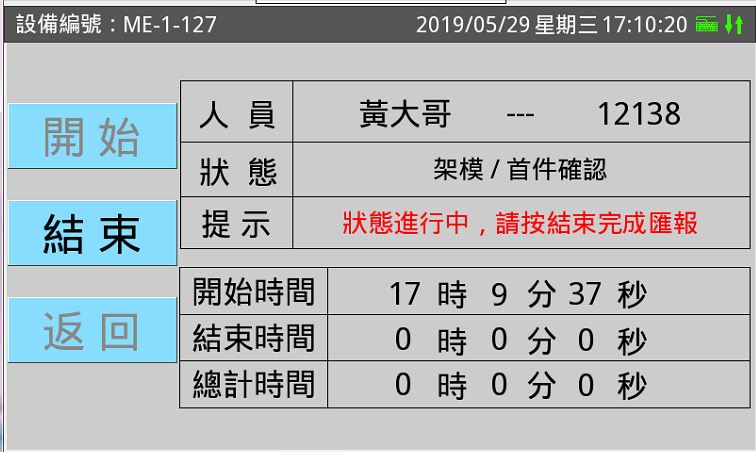 設備編號：ME-1-127 2019/05/29 星期三 17:10:20
開 始
結 束
返 回
人 員 黃大哥 --- 12138
狀 態 架模 / 首件確認
提 示 狀態進行中，請按結束完成匯報
開始時間 17 時 9 分 37 秒
結束時間 0 時 0 分 0 秒
總計時間 0 時 0 分 0 秒